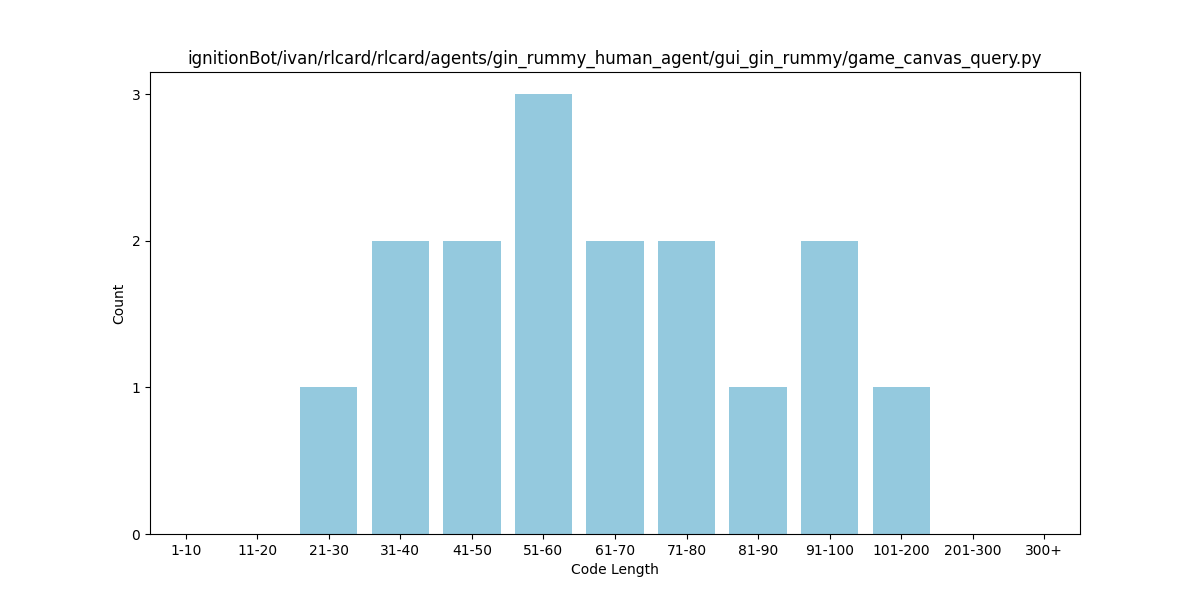 ignitionBot/ivan/rlcard/rlcard/agents/gin_rummy_human_agent/gui_gin_rummy/game_canvas_query.py
3
2
1
0
Count
1-10 11-20 21-30 31-40 41-50 51-60 61-70 71-80 81-90 91-100 101-200 201-300 300+
Code Length